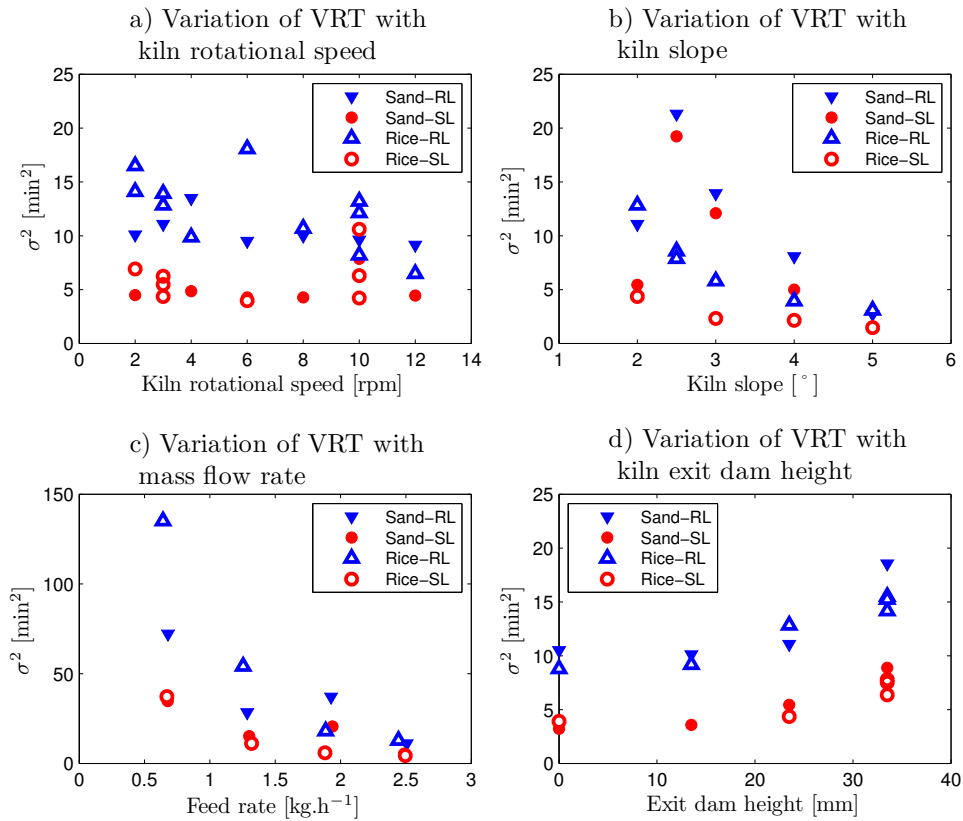 a) Variation of VRT with
kiln rotational speed
25
20
15
10
5
0
σ² [min²]
Sand−RL
Sand−SL
Rice−RL
Rice−SL
0 2 4 6 8 10 12 14
Kiln rotational speed [rpm]
b) Variation of VRT with
kiln slope
25
20
15
10
5
0
σ² [min²]
Sand−RL
Sand−SL
Rice−RL
Rice−SL
1 2 3 4 5 6
Kiln slope [°]
c) Variation of VRT with
mass flow rate
150
100
50
0
σ² [min²]
Sand−RL
Sand−SL
Rice−RL
Rice−SL
0 0.5 1 1.5 2 2.5 3
Feed rate [kg.h⁻¹]
d) Variation of VRT with
kiln exit dam height
25
20
15
10
5
0
σ² [min²]
Sand−RL
Sand−SL
Rice−RL
Rice−SL
0 10 20 30 40
Exit dam height [mm]